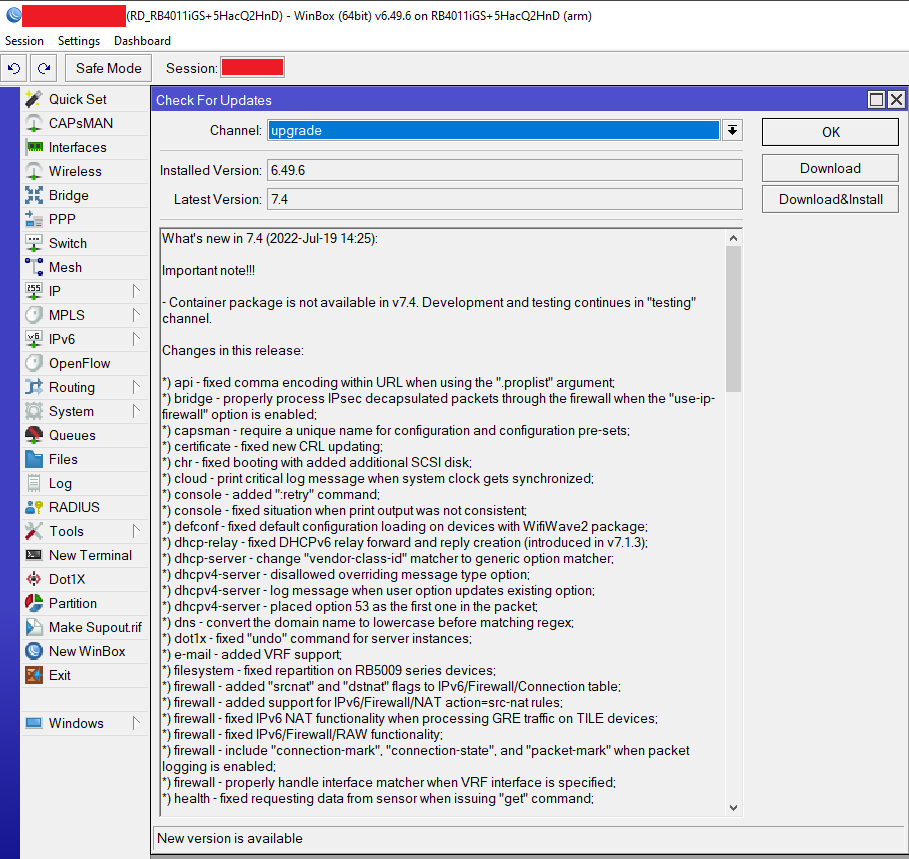 (RD_RB4011iGS+5HacQ2HnD) - WinBox (64bit) v6.49.6 on RB4011iGS+5HacQ2HnD (arm)
Session Settings Dashboard
Safe Mode Session:
Quick Set
CAPsMAN
Interfaces
Wireless
Bridge
PPP
Switch
Mesh
IP
MPLS
IPv6
OpenFlow
Routing
System
Queues
Files
Log
RADIUS
Tools
New Terminal
Dot1X
Partition
Make Supout.rif
New WinBox
Exit
Windows
Check For Updates
Channel: upgrade
OK
Installed Version: 6.49.6
Download
Latest Version: 7.4
Download&Install
What's new in 7.4 (2022-Jul-19 14:25):
Important note!!!
- Container package is not available in v7.4. Development and testing continues in "testing"
channel.
Changes in this release:
*) api - fixed comma encoding within URL when using the ".proplist" argument;
*) bridge - properly process IPsec decapsulated packets through the firewall when the "use-ip-
firewall" option is enabled;
*) capsman - require a unique name for configuration and configuration pre-sets;
*) certificate - fixed new CRL updating;
*) chr - fixed booting with added additional SCSI disk;
*) cloud - print critical log message when system clock gets synchronized;
*) console - added ":retry" command;
*) console - fixed situation when print output was not consistent;
*) defconf - fixed default configuration loading on devices with WifiWave2 package;
*) dhcp-relay - fixed DHCPv6 relay forward and reply creation (introduced in v7.1.3);
*) dhcp-server - change "vendor-class-id" matcher to generic option matcher;
*) dhcpv4-server - disallowed overriding message type option;
*) dhcpv4-server - log message when user option updates existing option;
*) dhcpv4-server - placed option 53 as the first one in the packet;
*) dns - convert the domain name to lowercase before matching regex;
*) dot1x - fixed "undo" command for server instances;
*) e-mail - added VRF support;
*) filesystem - fixed repartition on RB5009 series devices;
*) firewall - added "srcnat" and "dstnat" flags to IPv6/Firewall/Connection table;
*) firewall - added support for IPv6/Firewall/NAT action=src-nat rules;
*) firewall - fixed IPv6 NAT functionality when processing GRE traffic on TILE devices;
*) firewall - fixed IPv6/Firewall/RAW functionality;
*) firewall - include "connection-mark", "connection-state", and "packet-mark" when packet
logging is enabled;
*) firewall - properly handle interface matcher when VRF interface is specified;
*) health - fixed requesting data from sensor when issuing "get" command;
New version is available